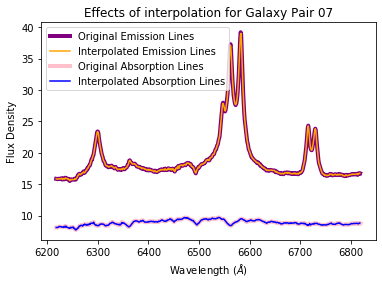 Effects of interpolation for Galaxy Pair 07
Original Emission Lines
Interpolated Emission Lines
Original Absorption Lines
Interpolated Absorption Lines
Flux Density
40
35
30
25
20
15
10
6200 6300 6400 6500 6600 6700 6800
Wavelength (Å)